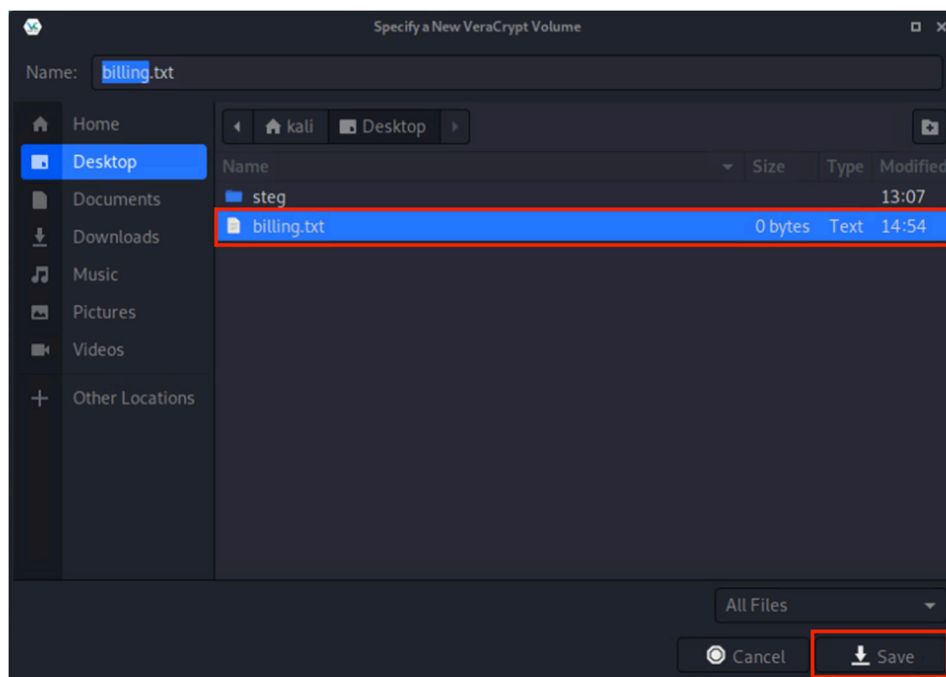 Specify a New VeraCrypt Volume
Name: billing.txt
Home
Desktop
Documents
Downloads
Music
Pictures
Videos
Other Locations
kali Desktop
Name Size Type Modified
steg 13:07
billing.txt 0 bytes Text 14:54
All Files
Cancel Save